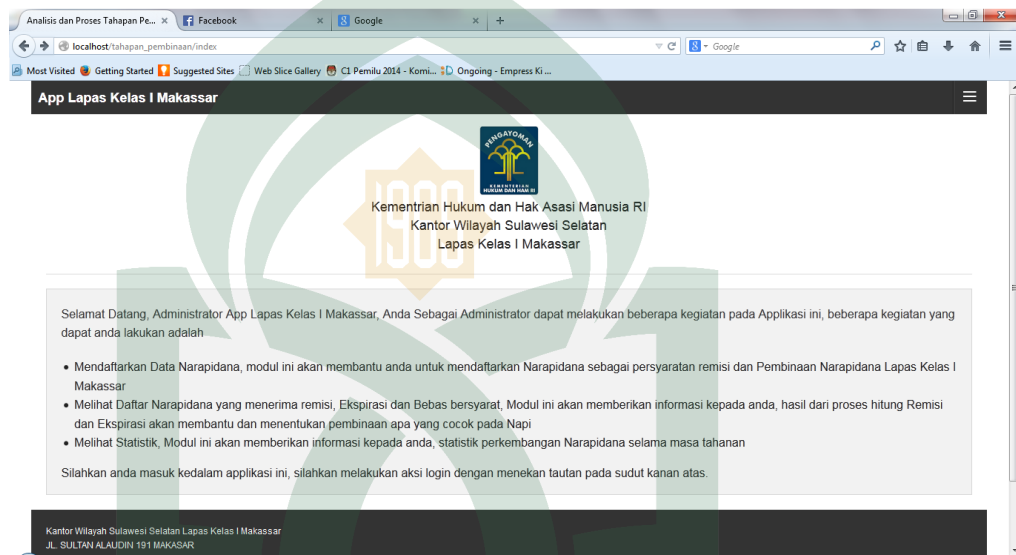 Analisis dan Proses Tahapan Pe...
Facebook
Google
localhost/tahapan_pembinaan/index
Google
Most Visited Getting Started Suggested Sites Web Slice Gallery C1 Pemilu 2014 - Komi... Ongoing - Empress Ki ...
App Lapas Kelas I Makassar
PENGAYOMAN
KEMENTERIAN
HUKUM DAN HAM RI
1965
Kementrian Hukum dan Hak Asasi Manusia RI
Kantor Wilayah Sulawesi Selatan
Lapas Kelas I Makassar
Selamat Datang, Administrator App Lapas Kelas I Makassar, Anda Sebagai Administrator dapat melakukan beberapa kegiatan pada Applikasi ini, beberapa kegiatan yang
dapat anda lakukan adalah
• Mendaftarkan Data Narapidana, modul ini akan membantu anda untuk mendaftarkan Narapidana sebagai persyaratan remisi dan Pembinaan Narapidana Lapas Kelas I
Makassar
• Melihat Daftar Narapidana yang menerima remisi, Ekspirasi dan Bebas bersyarat, Modul ini akan memberikan informasi kepada anda, hasil dari proses hitung Remisi
dan Ekspirasi akan membantu dan menentukan pembinaan apa yang cocok pada Napi
• Melihat Statistik, Modul ini akan memberikan informasi kepada anda, statistik perkembangan Narapidana selama masa tahanan
Silahkan anda masuk kedalam applikasi ini, silahkan melakukan aksi login dengan menekan tautan pada sudut kanan atas.
Kantor Wilayah Sulawesi Selatan Lapas Kelas I Makassar
JL. SULTAN ALAUDIN 191 MAKASAR